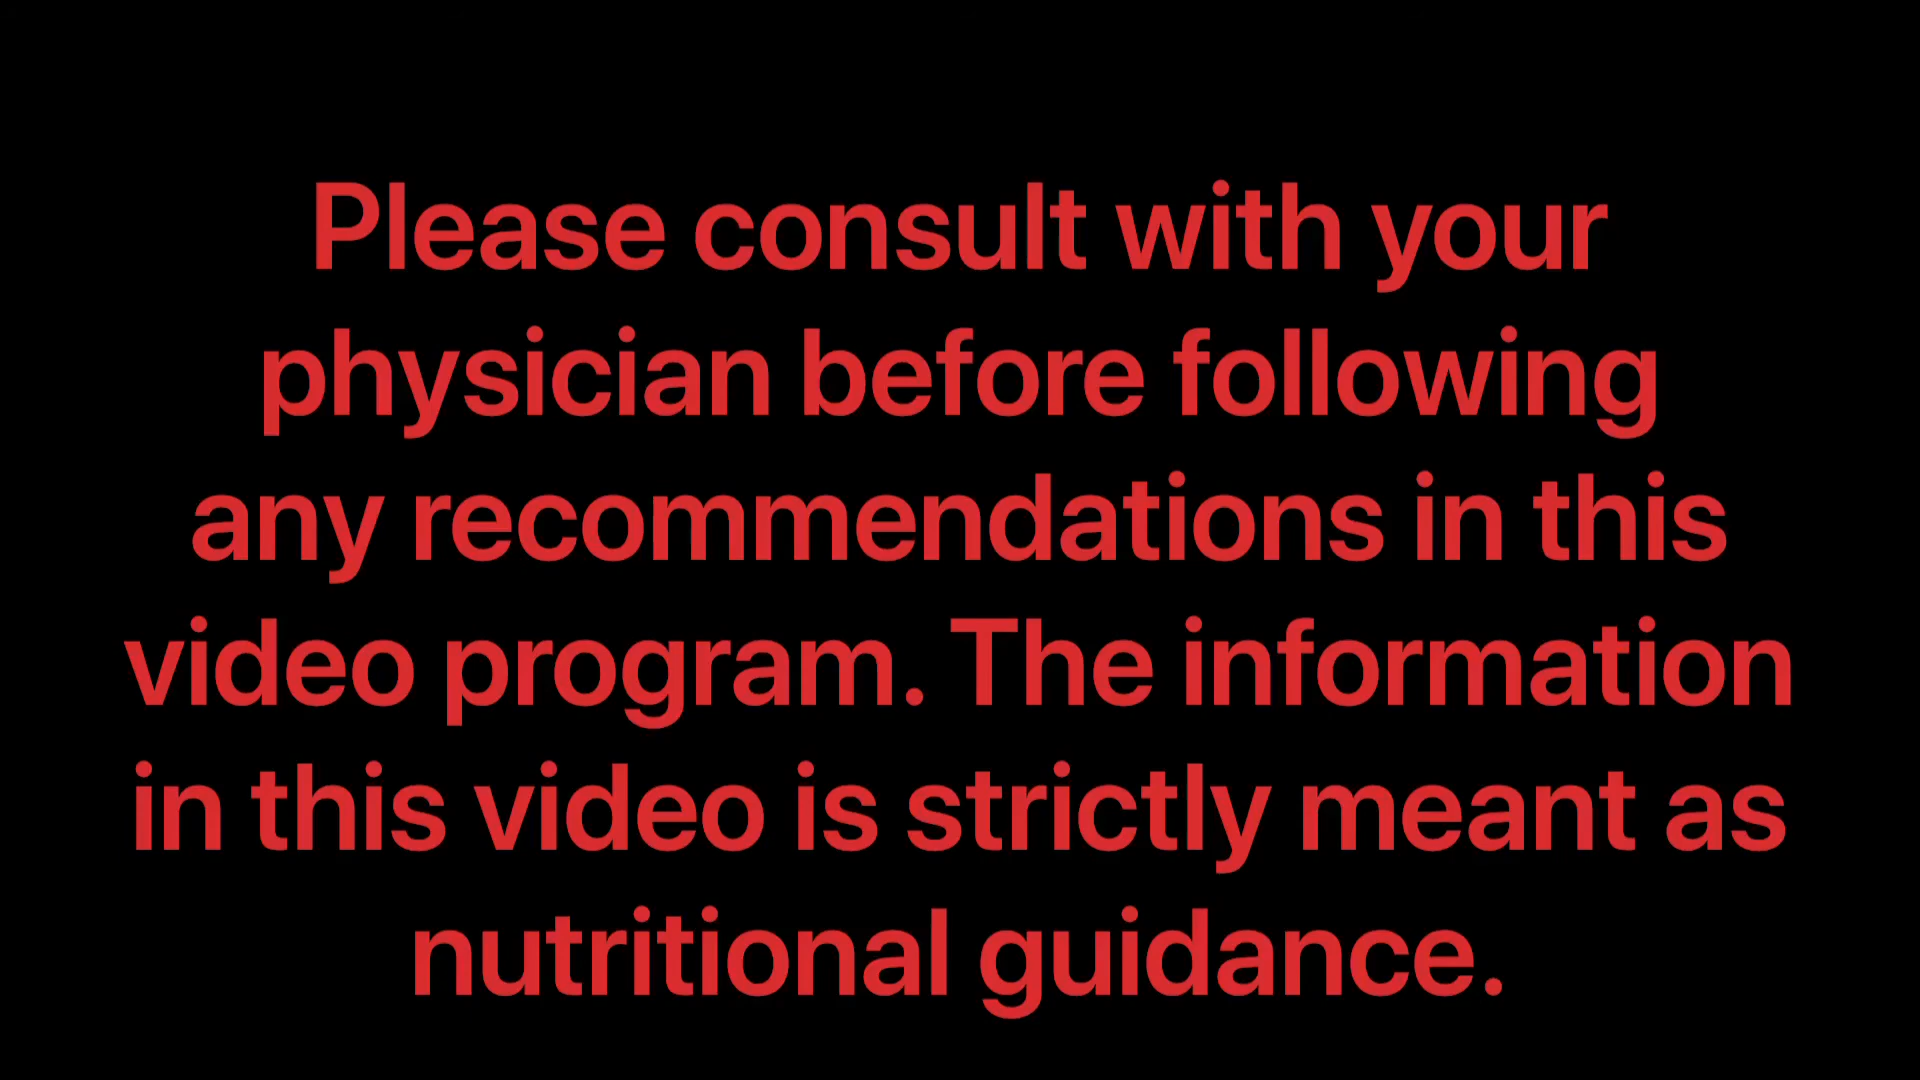 Please consult with your
physician before following
any recommendations in this
video program. The information
in this video is strictly meant as
nutritional guidance.